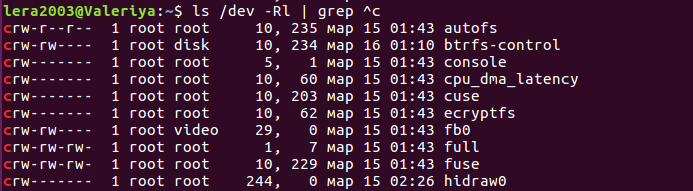 lera2003@Valeriya:~$ ls /dev -Rl | grep ^c
crw-r--r--  1 root root     10, 235 мар 15 01:43 autofs
crw-rw----  1 root disk     10, 234 мар 16 01:10 btrfs-control
crw-------  1 root root      5,   1 мар 15 01:43 console
crw-------  1 root root     10,  60 мар 15 01:43 cpu_dma_latency
crw-------  1 root root     10, 203 мар 15 01:43 cuse
crw-------  1 root root     10,  62 мар 15 01:43 ecryptfs
crw-rw----  1 root video    29,   0 мар 15 01:43 fb0
crw-rw-rw-  1 root root      1,   7 мар 15 01:43 full
crw-rw-rw-  1 root root     10, 229 мар 15 01:43 fuse
crw-------  1 root root    244,   0 мар 15 02:26 hidraw0